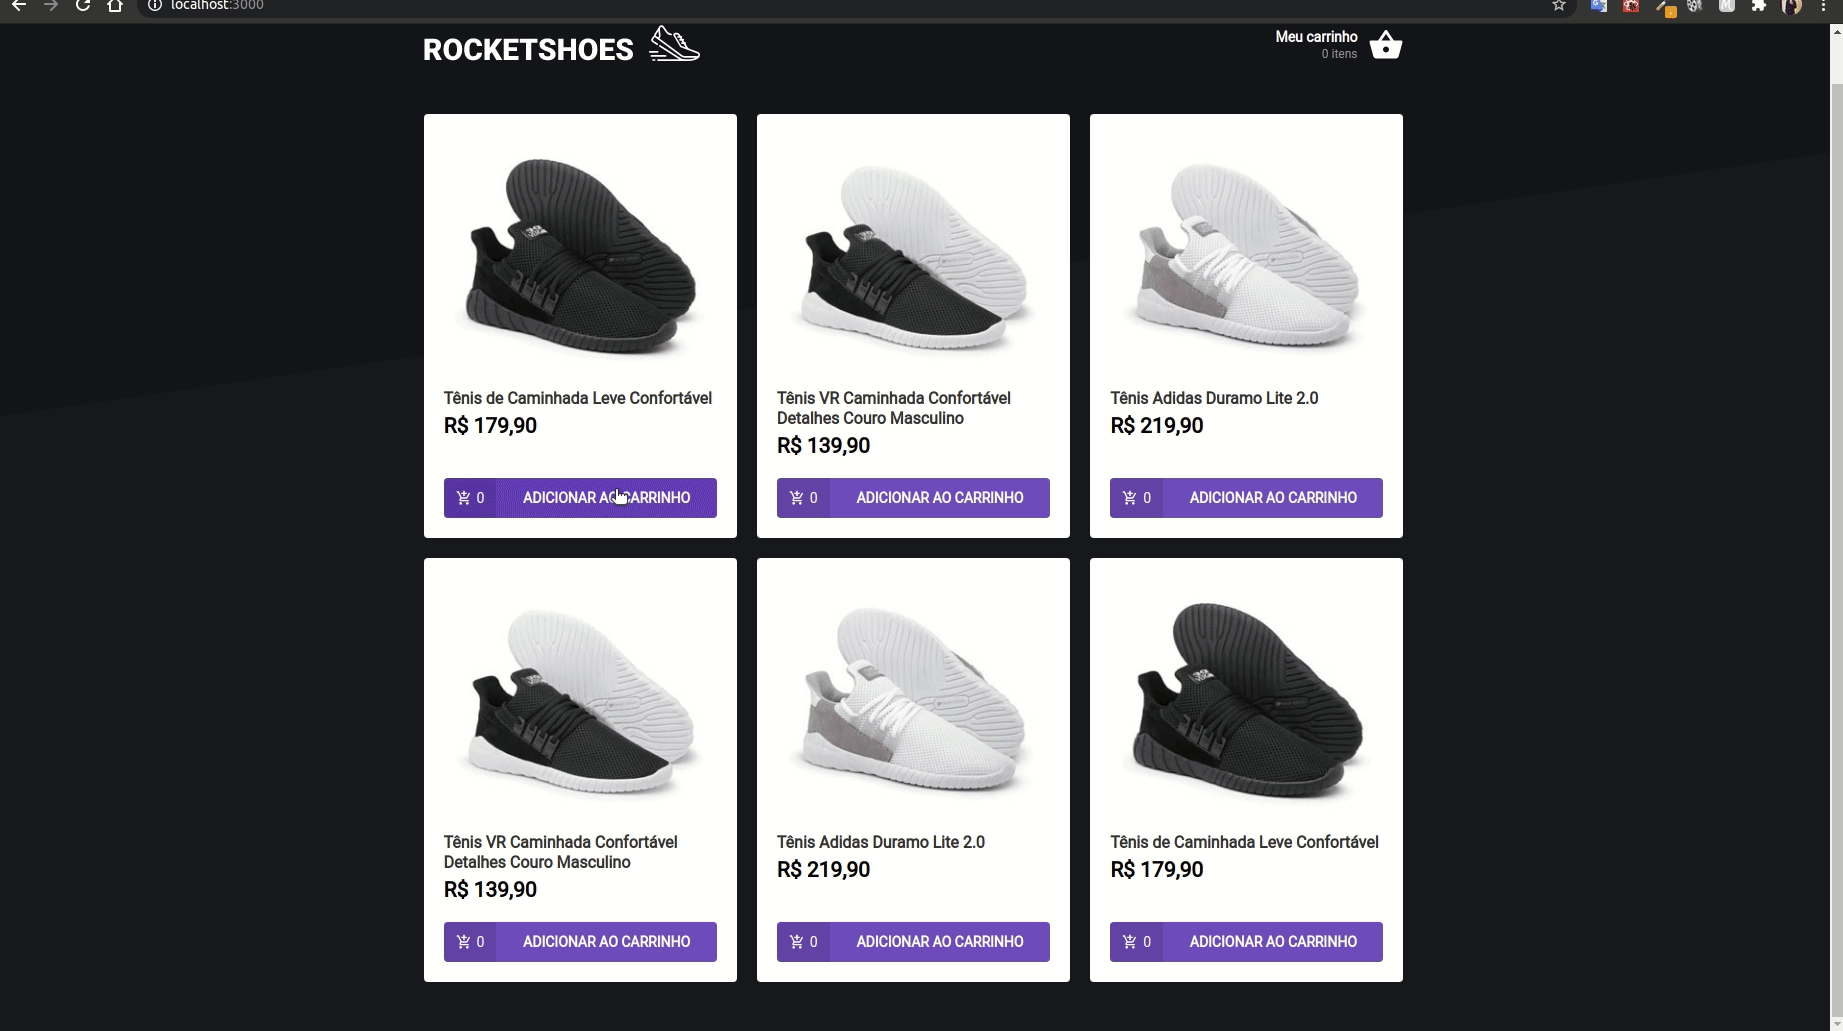 localhost:3000
ROCKETSHOES
Meu carrinho
0 itens
Tênis de Caminhada Leve Confortável
R$ 179,90
0 ADICIONAR AO CARRINHO
Tênis VR Caminhada Confortável
Detalhes Couro Masculino
R$ 139,90
0 ADICIONAR AO CARRINHO
Tênis Adidas Duramo Lite 2.0
R$ 219,90
0 ADICIONAR AO CARRINHO
Tênis VR Caminhada Confortável
Detalhes Couro Masculino
R$ 139,90
0 ADICIONAR AO CARRINHO
Tênis Adidas Duramo Lite 2.0
R$ 219,90
0 ADICIONAR AO CARRINHO
Tênis de Caminhada Leve Confortável
R$ 179,90
0 ADICIONAR AO CARRINHO